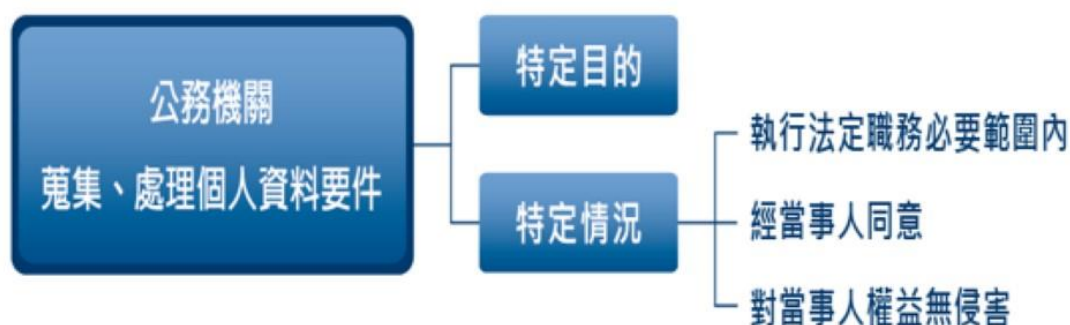 公務機關
蒐集、處理個人資料要件
特定目的
特定情況
執行法定職務必要範圍內
經當事人同意
對當事人權益無侵害